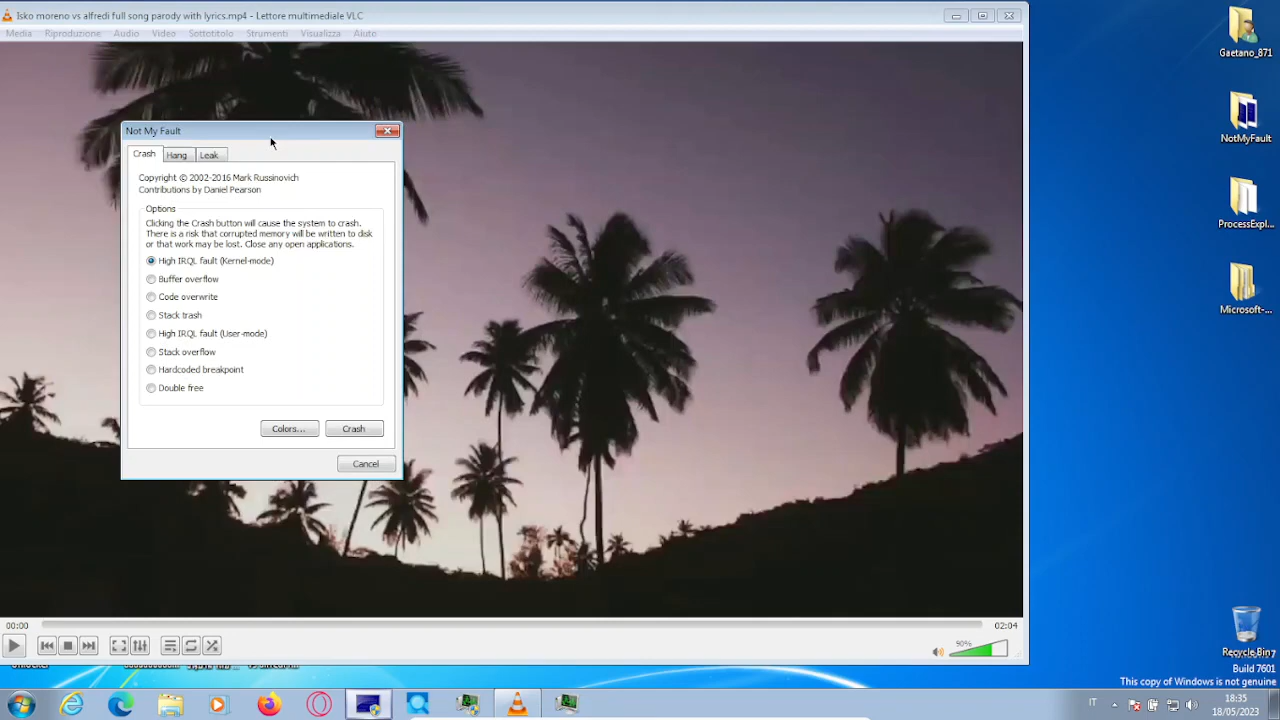 Isko moreno vs alfredi full song parody with lyrics.mp4 - Lettore multimediale VLC
Media Riproduzione Audio Video Sottotitolo Strumenti Visualizza Aiuto
Gaetano_871
Not My Fault
Crash Hang Leak
NotMyFault
Copyright © 2002-2016 Mark Russinovich
Contributions by Daniel Pearson
Options
Clicking the Crash button will cause the system to crash.
There is a risk that corrupted memory will be written to disk
or that work may be lost. Close any open applications.
ProcessExpl...
High IRQL fault (Kernel-mode)
Buffer overflow
Code overwrite
Stack trash
High IRQL fault (User-mode)
Stack overflow
Hardcoded breakpoint
Double free
Microsoft-...
Colors... Crash
Cancel
00:00
02:04
90%
Recycle Bin7
Build 7601
This copy of Windows is not genuine
IT
18:35
18/05/2023